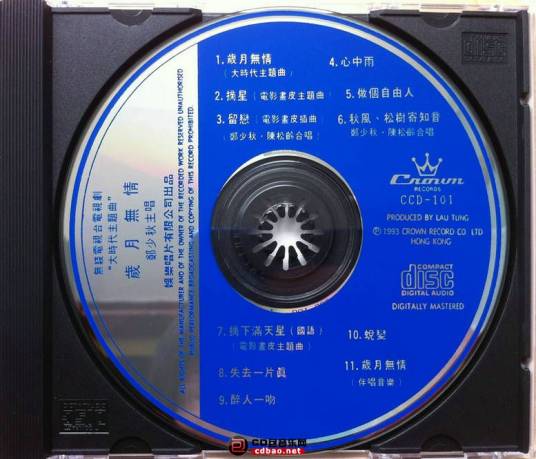 1.歲月無情
(大時代主題曲)
2.摘星(電影畫皮主題曲)
3.留戀(電影畫皮插曲)
鄭少秋·陳松齡合唱
4.心中雨
5.做個自由人
6.秋風、松樹寄知音
鄭少秋·陳松齡合唱
Crown
RECORDS
CCD-101
PRODUCED BY LAU TUNG
Ⓟ1993 CROWN RECORD CO LTD
HONG KONG
COMPACT
disc
DIGITAL AUDIO
DIGITALLY MASTERED
7.摘下滿天星(國語)
(電影畫皮主題曲)
8.失去一片真
9.醉人一吻
10.蛻變
11.歲月無情
(伴唱音樂)
無綫電視台電視劇
"大時代主題曲"
歲月無情
鄭少秋主唱
娛樂唱片有限公司出品
ALL RIGHTS OF THE MANUFACTURER AND OF THE OWNER OF THE RECORDED WORK RESERVED UNAUTHORISED
PUBLIC PERFORMANCE BROADCASTING AND COPYING OF THIS RECORD PROHIBITED.
cdbao.net